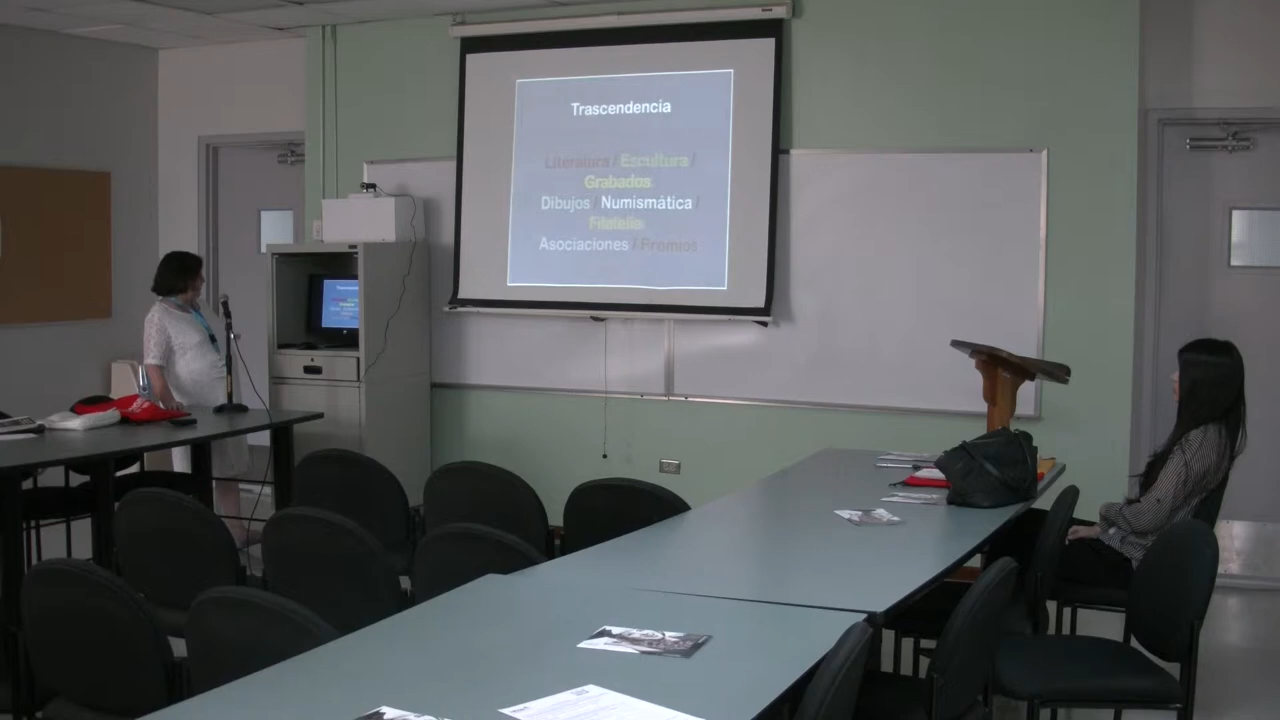 Trascendencia
Literatura / Escultura /
Grabados
Dibujos / Numismática /
Filatelia
Asociaciones / Premios